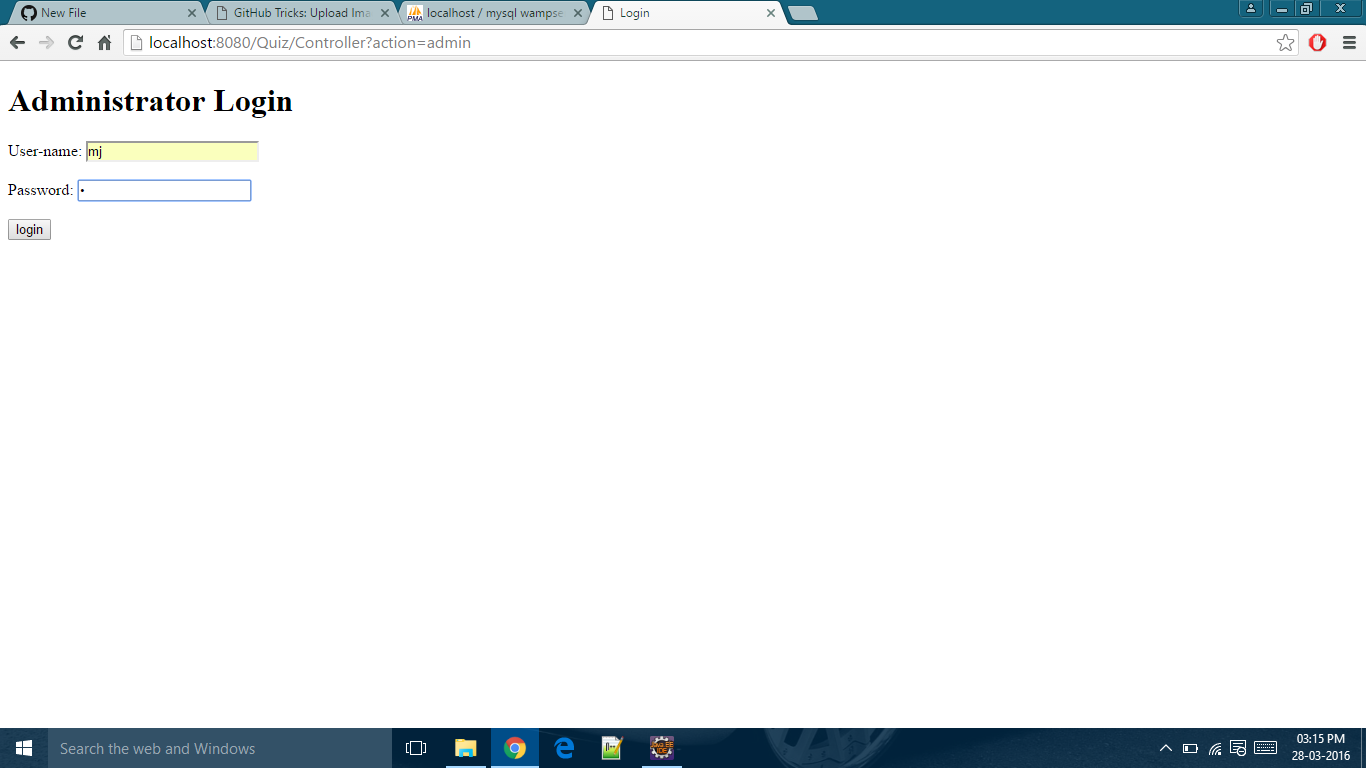 New File
GitHub Tricks: Upload Ima
PMA
localhost / mysql wampse
Login
localhost:8080/Quiz/Controller?action=admin
Administrator Login
User-name: mj
Password: •
login
Search the web and Windows
03:15 PM
28-03-2016